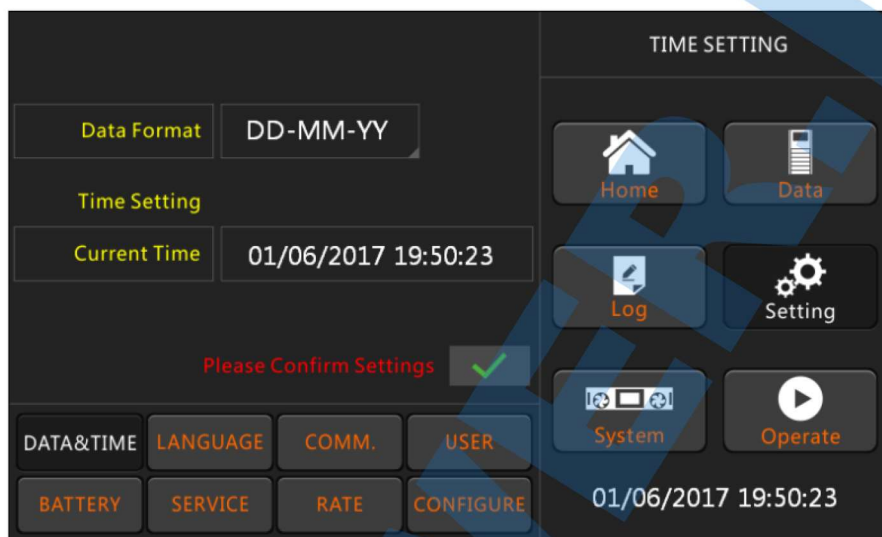 TIME SETTING
Data Format
DD-MM-YY
Time Setting
Current Time
01/06/2017 19:50:23
Please Confirm Settings
Home
Data
Log
Setting
System
Operate
DATA&TIME
LANGUAGE
COMM.
USER
BATTERY
SERVICE
RATE
CONFIGURE
01/06/2017 19:50:23